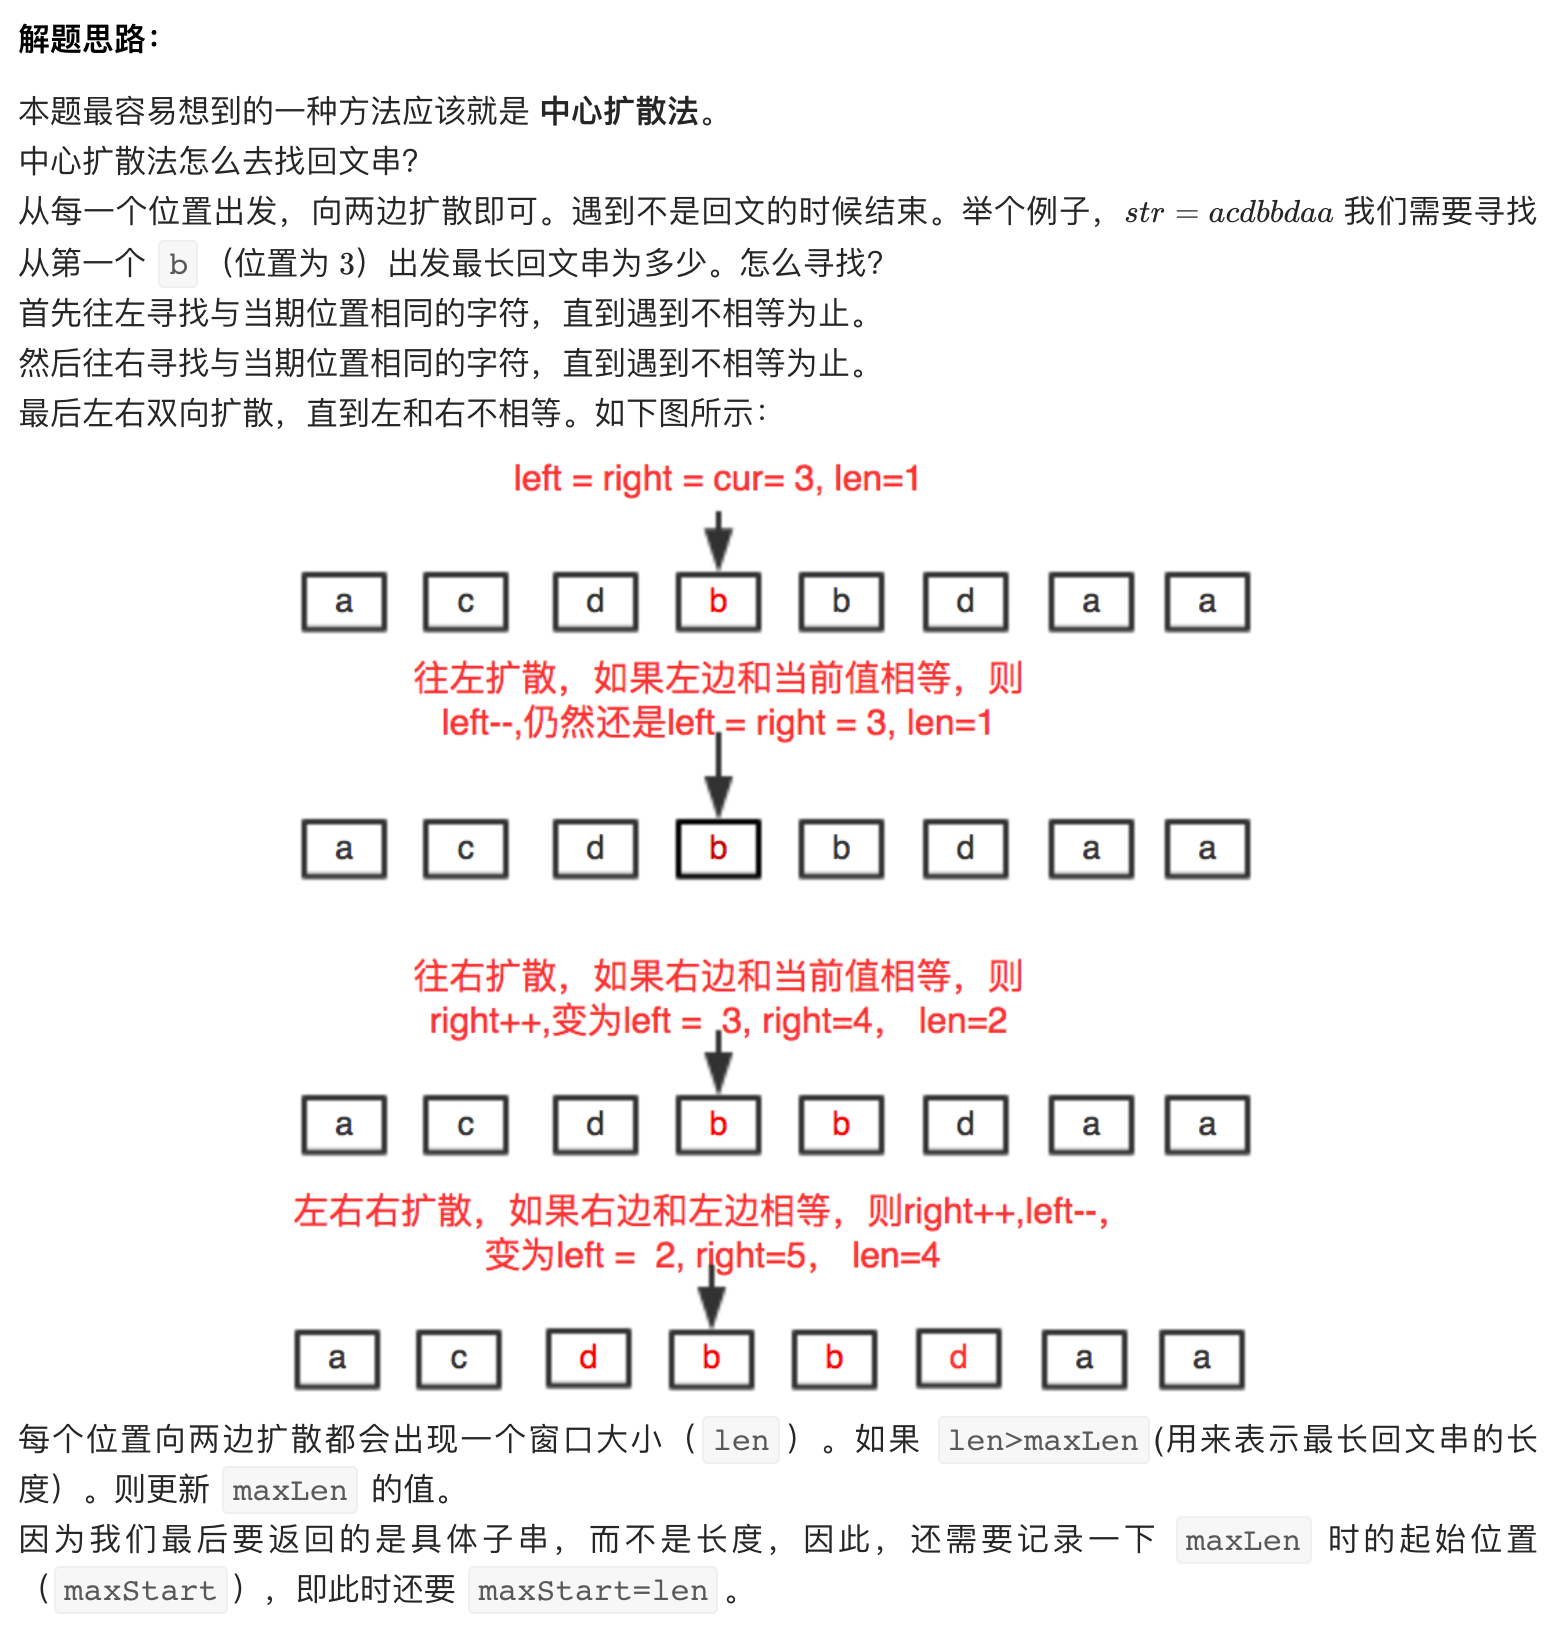 解题思路：
本题最容易想到的一种方法应该就是 中心扩散法。
中心扩散法怎么去找回文串？
从每一个位置出发，向两边扩散即可。遇到不是回文的时候结束。举个例子，str = acdbbdaa 我们需要寻找
从第一个 b （位置为 3）出发最长回文串为多少。怎么寻找？
首先往左寻找与当期位置相同的字符，直到遇到不相等为止。
然后往右寻找与当期位置相同的字符，直到遇到不相等为止。
最后左右双向扩散，直到左和右不相等。如下图所示：
left = right = cur= 3, len=1
a c d b b d a a
往左扩散，如果左边和当前值相等，则
left--,仍然还是left = right = 3, len=1
a c d b b d a a
往右扩散，如果右边和当前值相等，则
right++,变为left = 3, right=4， len=2
a c d b b d a a
左右右扩散，如果右边和左边相等，则right++,left--，
变为left = 2, right=5， len=4
a c d b b d a a
每个位置向两边扩散都会出现一个窗口大小（ len ）。如果 len>maxLen (用来表示最长回文串的长
度）。则更新 maxLen 的值。
因为我们最后要返回的是具体子串，而不是长度，因此，还需要记录一下 maxLen 时的起始位置
（ maxStart ），即此时还要 maxStart=len 。